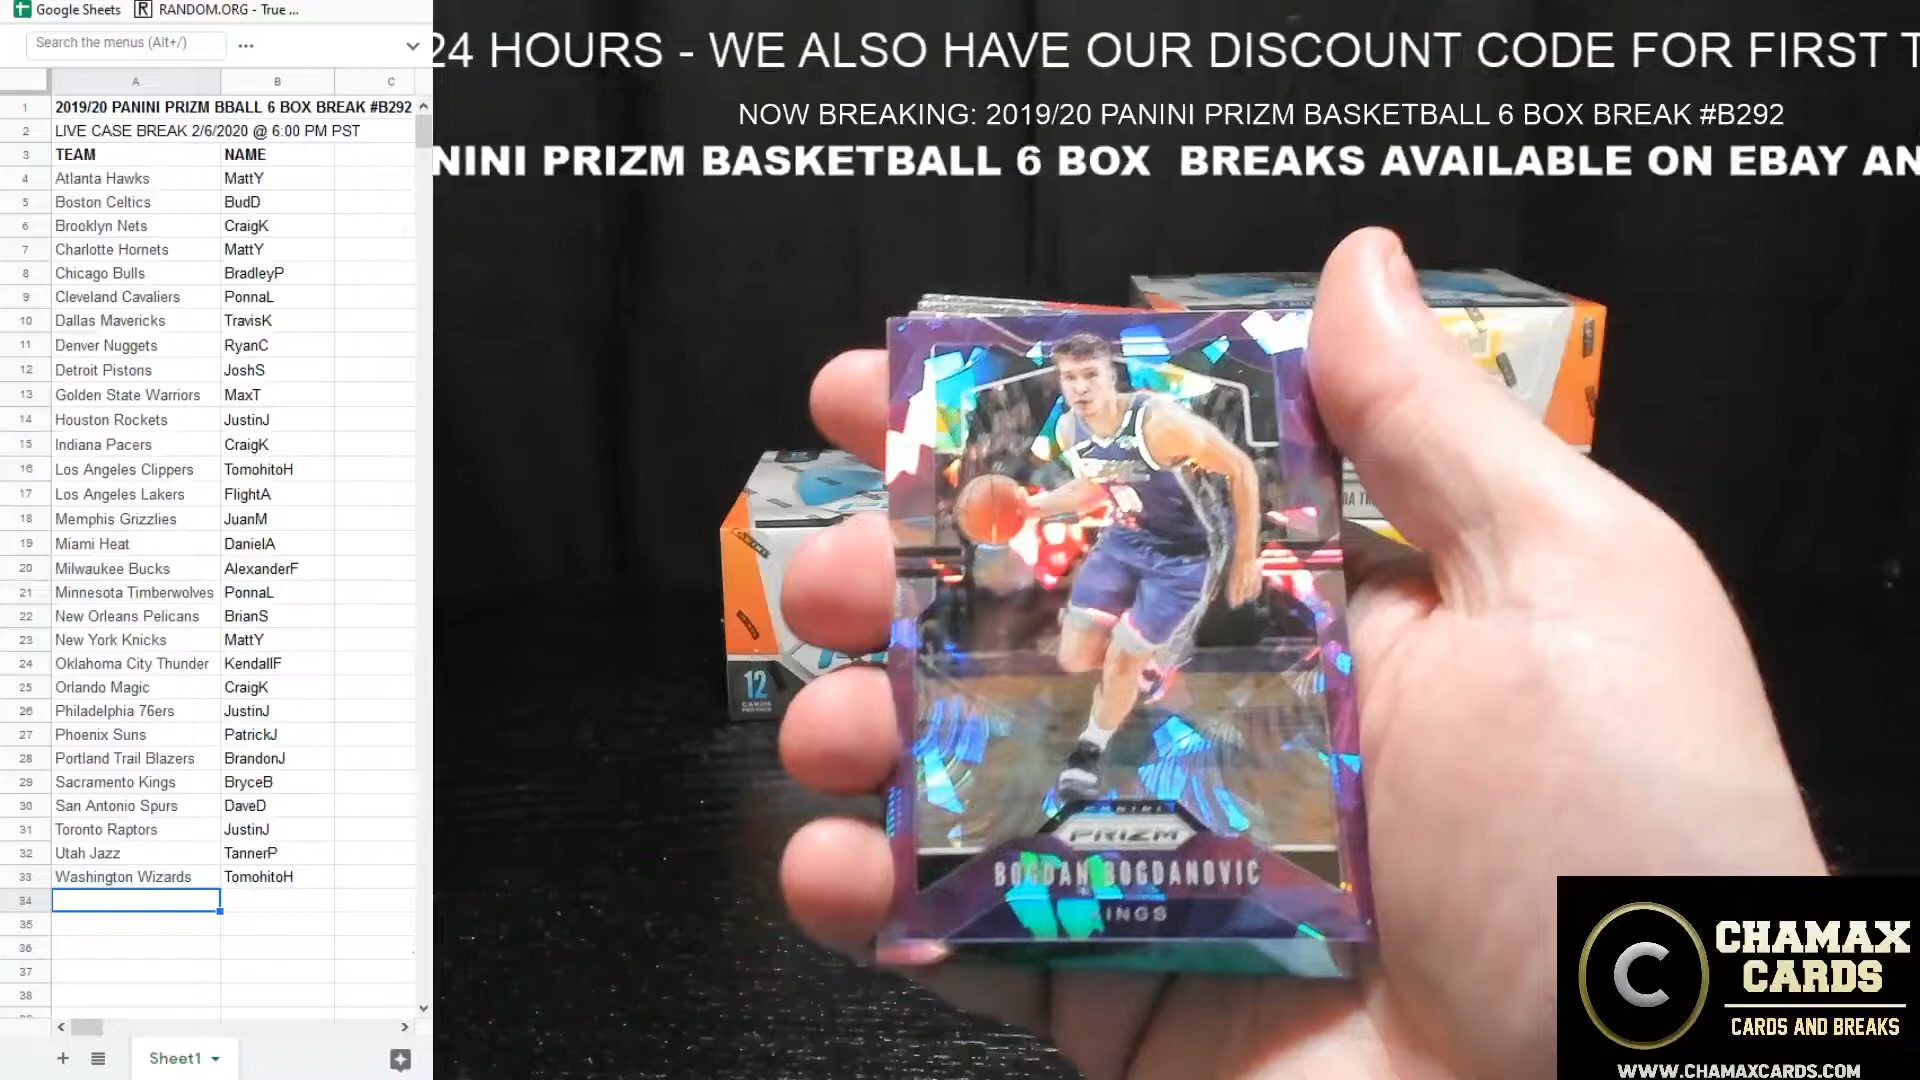 Google Sheets RANDOM.ORG - True ...
Search the menus (Alt+/)
A B C
1 2019/20 PANINI PRIZM BBALL 6 BOX BREAK #B292
2 LIVE CASE BREAK 2/6/2020 @ 6:00 PM PST
3 TEAM NAME
4 Atlanta Hawks MattY
5 Boston Celtics BudD
6 Brooklyn Nets CraigK
7 Charlotte Hornets MattY
8 Chicago Bulls BradleyP
9 Cleveland Cavaliers PonnaL
10 Dallas Mavericks TravisK
11 Denver Nuggets RyanC
12 Detroit Pistons JoshS
13 Golden State Warriors MaxT
14 Houston Rockets JustinJ
15 Indiana Pacers CraigK
16 Los Angeles Clippers TomohitoH
17 Los Angeles Lakers FlightA
18 Memphis Grizzlies JuanM
19 Miami Heat DanielA
20 Milwaukee Bucks AlexanderF
21 Minnesota Timberwolves PonnaL
22 New Orleans Pelicans BrianS
23 New York Knicks MattY
24 Oklahoma City Thunder KendallF
25 Orlando Magic CraigK
26 Philadelphia 76ers JustinJ
27 Phoenix Suns PatrickJ
28 Portland Trail Blazers BrandonJ
29 Sacramento Kings BryceB
30 San Antonio Spurs DaveD
31 Toronto Raptors JustinJ
32 Utah Jazz TannerP
33 Washington Wizards TomohitoH
34
35
36
37
38
Sheet1
24 HOURS - WE ALSO HAVE OUR DISCOUNT CODE FOR FIRST T
NOW BREAKING: 2019/20 PANINI PRIZM BASKETBALL 6 BOX BREAK #B292
NINI PRIZM BASKETBALL 6 BOX BREAKS AVAILABLE ON EBAY AN
12
CARDS
PANINI
PRIZM
BOGDAN BOGDANOVIC
KINGS
C
CHAMAX
CARDS
CARDS AND BREAKS
WWW.CHAMAXCARDS.COM